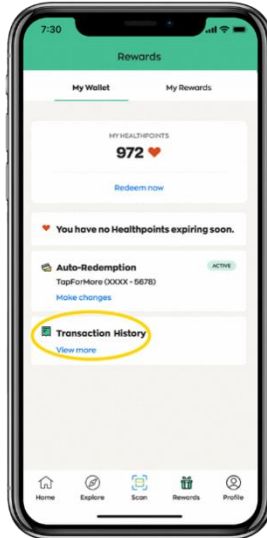 7:30
Rewards
My Wallet My Rewards
MY HEALTHPOINTS
972
Redeem now
You have no Healthpoints expiring soon.
Auto-Redemption ACTIVE
TapForMore (XXXX - 5678)
Make changes
Transaction History
View more
Home Explore Scan Rewards Profile